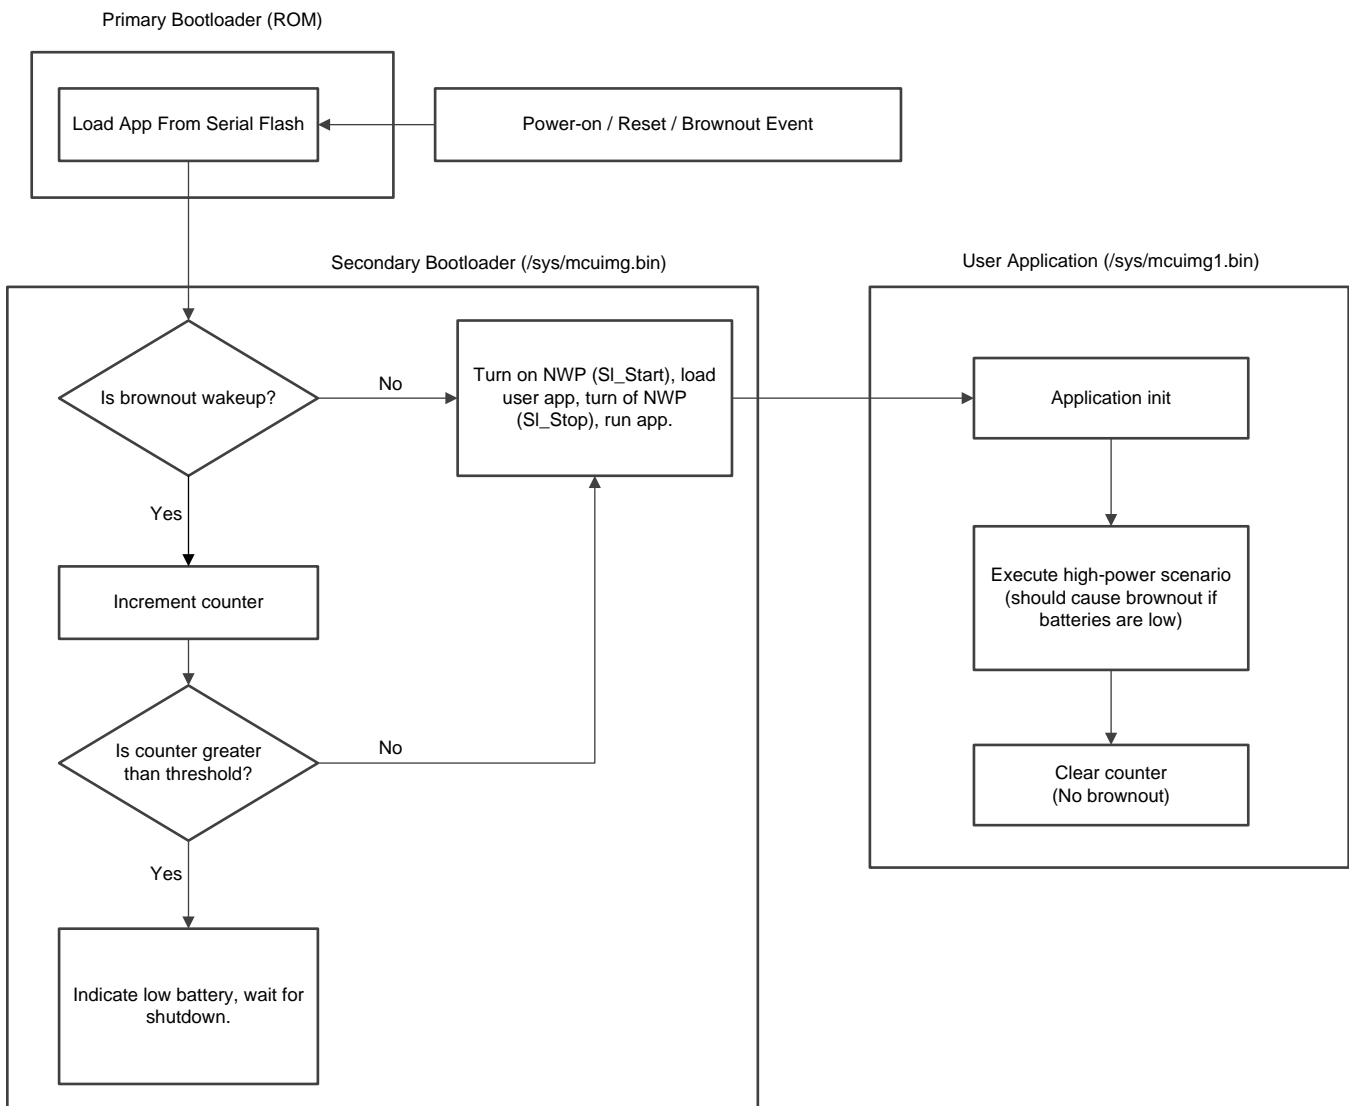 Primary Bootloader (ROM)
Load App From Serial Flash
Power-on / Reset / Brownout Event
Secondary Bootloader (/sys/mcuimg.bin)
User Application (/sys/mcuimg1.bin)
Is brownout wakeup?
No
Turn on NWP (Sl_Start), load
user app, turn of NWP
(Sl_Stop), run app.
Application init
Yes
Increment counter
Execute high-power scenario
(should cause brownout if
batteries are low)
Is counter greater
than threshold?
No
Clear counter
(No brownout)
Yes
Indicate low battery, wait for
shutdown.